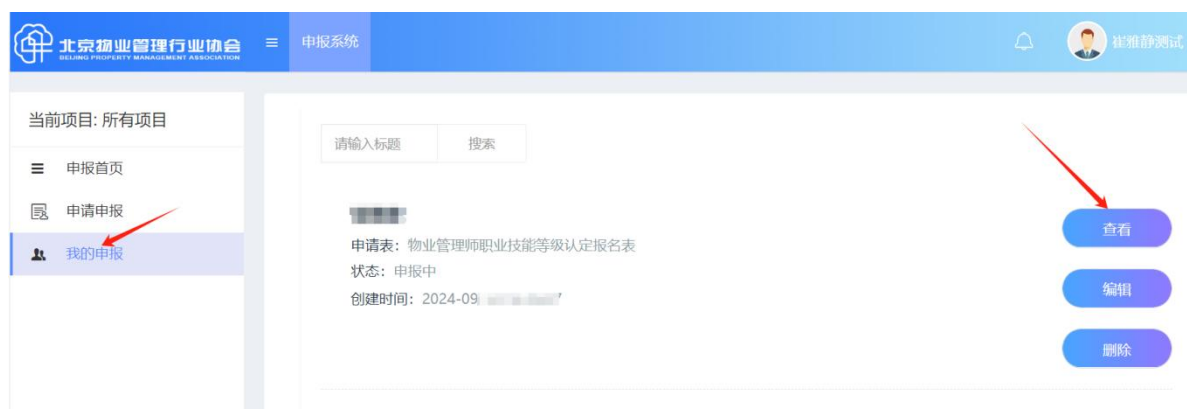 北京物业管理行业协会
BEIJING PROPERTY MANAGEMENT ASSOCIATION
申报系统
崔雅静测试
当前项目: 所有项目
申报首页
申请申报
我的申报
请输入标题 搜索
申请表: 物业管理师职业技能等级认定报名表
状态: 申报中
创建时间: 2024-09
查看
编辑
删除